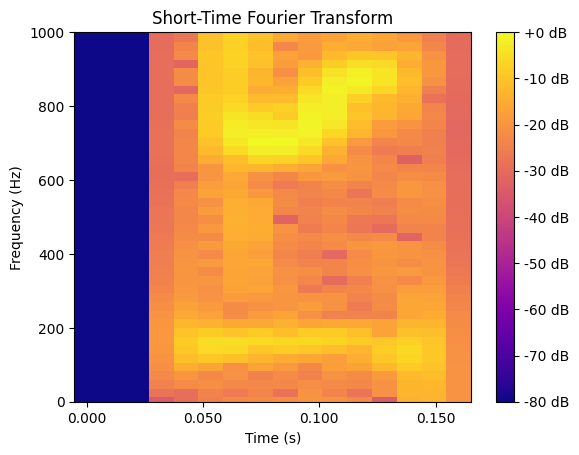 Short-Time Fourier Transform
1000
800
600
400
200
0
Frequency (Hz)
0.000
0.050
0.100
0.150
Time (s)
+0 dB
-10 dB
-20 dB
-30 dB
-40 dB
-50 dB
-60 dB
-70 dB
-80 dB